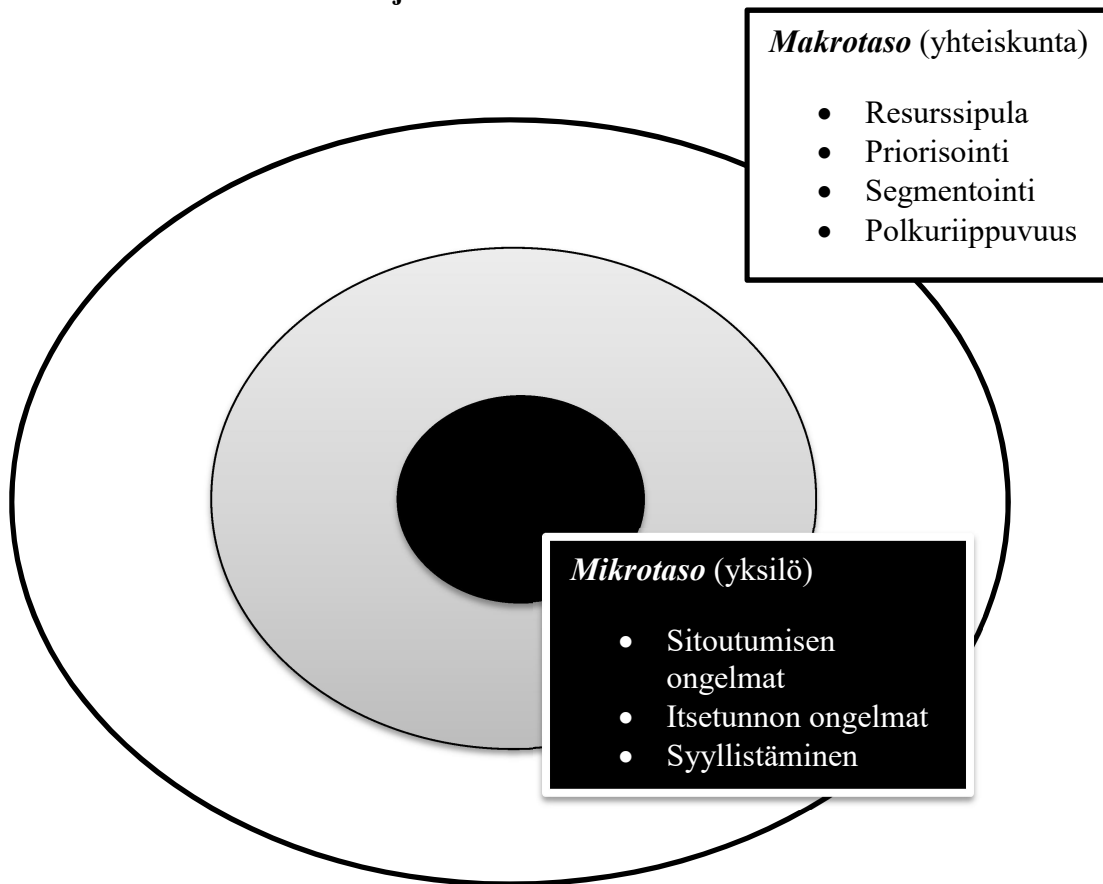 Makrotaso (yhteiskunta)
• Resurssipula
• Priorisointi
• Segmentointi
• Polkuriippuvuus
Mikrotaso (yksilö)
• Sitoutumisen
ongelmat
• Itsetunnon ongelmat
• Syyllistäminen